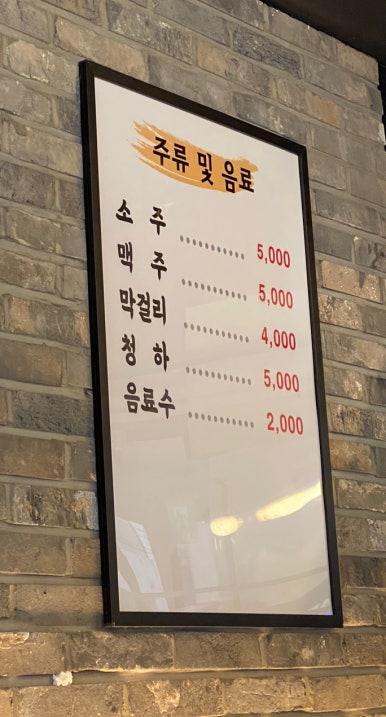 주류 및 음료
소 주 .......... 5,000
맥 주 .......... 5,000
막걸리 .......... 4,000
청 하 .......... 5,000
음료수 .......... 2,000